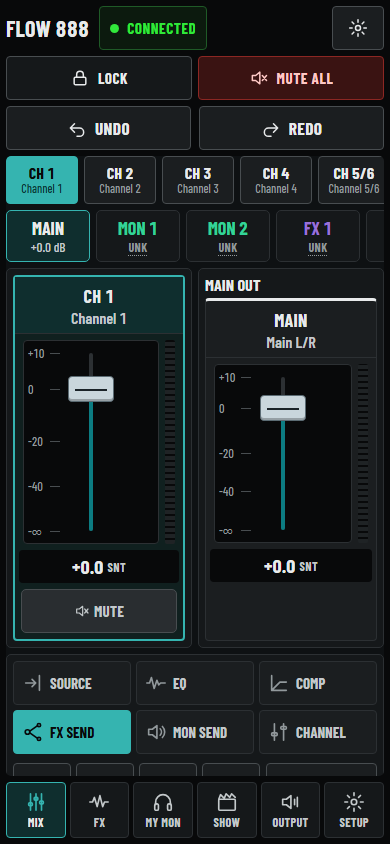 FLOW 888 CONNECTED
LOCK MUTE ALL
UNDO REDO
CH 1 CH 2 CH 3 CH 4 CH 5/6
Channel 1 Channel 2 Channel 3 Channel 4 Channel 5/6
MAIN MON 1 MON 2 FX 1
+0.0 dB UNK UNK UNK
CH 1
Channel 1
+10
0
-20
-40
-∞
+0.0 SNT
MUTE
MAIN OUT
MAIN
Main L/R
+10
0
-20
-40
-∞
+0.0 SNT
SOURCE EQ COMP
FX SEND MON SEND CHANNEL
MIX FX MY MON SHOW OUTPUT SETUP